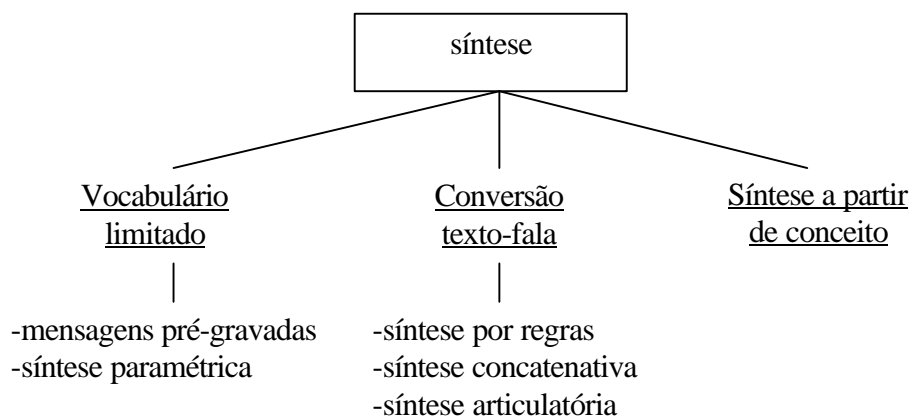 síntese
Vocabulário
limitado
Conversão
texto-fala
Síntese a partir
de conceito
-mensagens pré-gravadas
-síntese paramétrica
-síntese por regras
-síntese concatenativa
-síntese articulatória